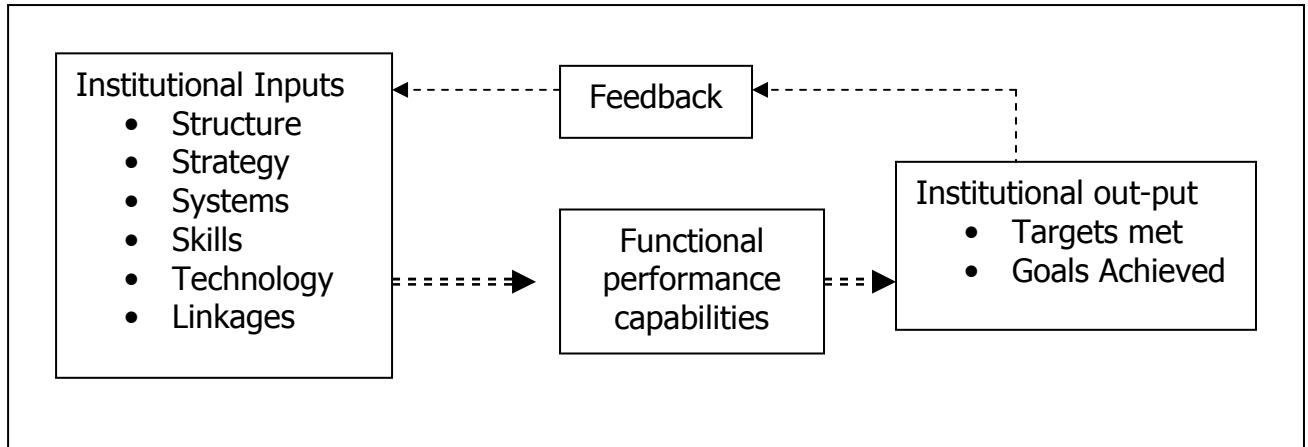 Institutional Inputs
• Structure
• Strategy
• Systems
• Skills
• Technology
• Linkages
Feedback
Functional
performance
capabilities
Institutional out-put
• Targets met
• Goals Achieved